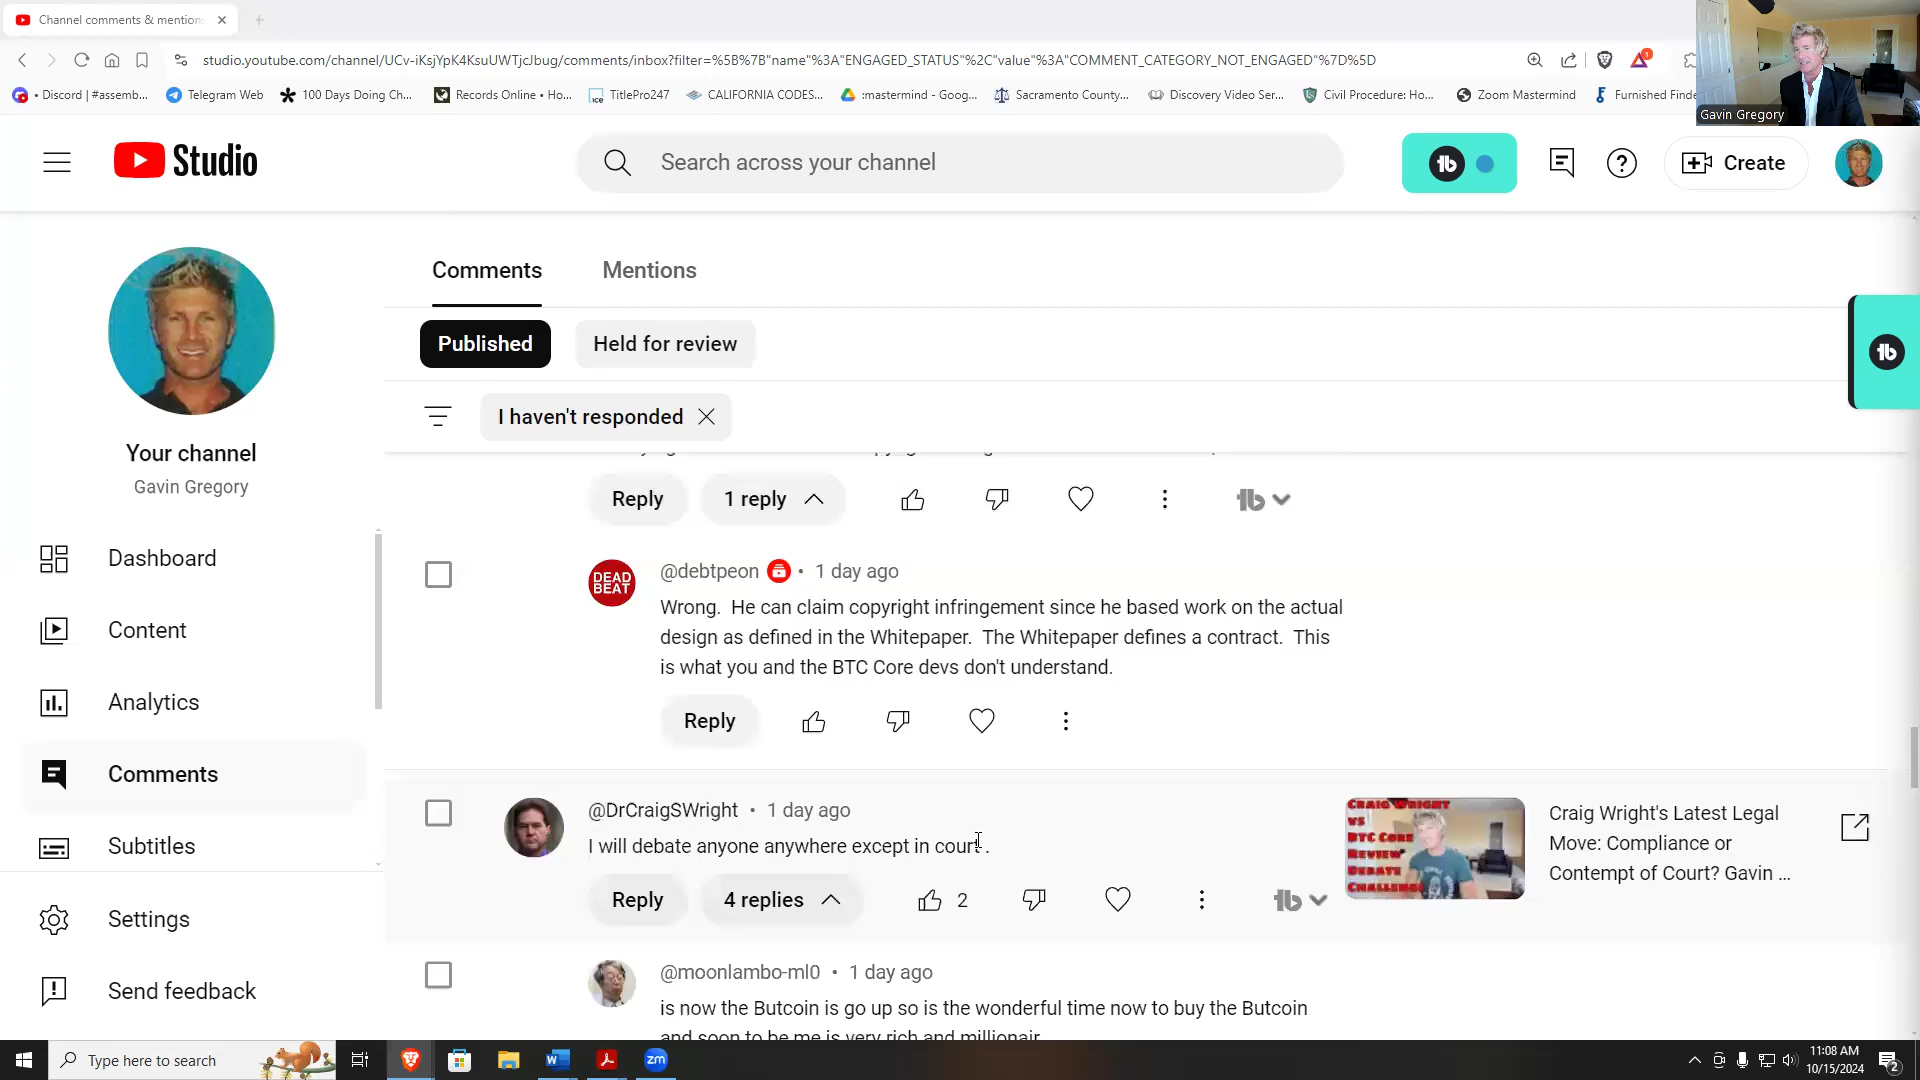 Channel comments & mention
studio.youtube.com/channel/UCv-iKsjYpK4KsuUWTjcJbug/comments/inbox?filter=%5B%7B"name"%3A"ENGAGED_STATUS"%2C"value"%3A"COMMENT_CATEGORY_NOT_ENGAGED"%7D%5D
• Discord | #assemb... Telegram Web 100 Days Doing Ch... Records Online • Ho... TitlePro247 CALIFORNIA CODES... :mastermind - Goog... Sacramento County... Discovery Video Ser... Civil Procedure: Ho... Zoom Mastermind Furnished Finde
Gavin Gregory
Studio
Search across your channel
Create
Comments Mentions
Published Held for review
I haven't responded
Your channel
Gavin Gregory
Dashboard
Content
Analytics
Comments
Subtitles
Settings
Send feedback
Reply 1 reply
DEAD
BEAT
@debtpeon • 1 day ago
Wrong. He can claim copyright infringement since he based work on the actual
design as defined in the Whitepaper. The Whitepaper defines a contract. This
is what you and the BTC Core devs don't understand.
Reply
@DrCraigSWright • 1 day ago
I will debate anyone anywhere except in court .
Reply 4 replies 2
CRAIG WRIGHT
VS
BTC CORE
REVIEW
DEBATE
CHALLENGE
Craig Wright's Latest Legal
Move: Compliance or
Contempt of Court? Gavin ...
@moonlambo-ml0 • 1 day ago
is now the Butcoin is go up so is the wonderful time now to buy the Butcoin
and soon to be me is very rich and millionair
Type here to search
zm
11:08 AM
10/15/2024
2